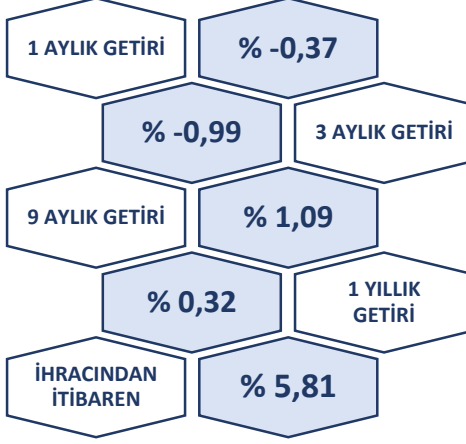 1 AYLIK GETİRİ
% -0,37
% -0,99
3 AYLIK GETİRİ
9 AYLIK GETİRİ
% 1,09
% 0,32
1 YILLIK
GETİRİ
İHRACINDAN
İTİBAREN
% 5,81